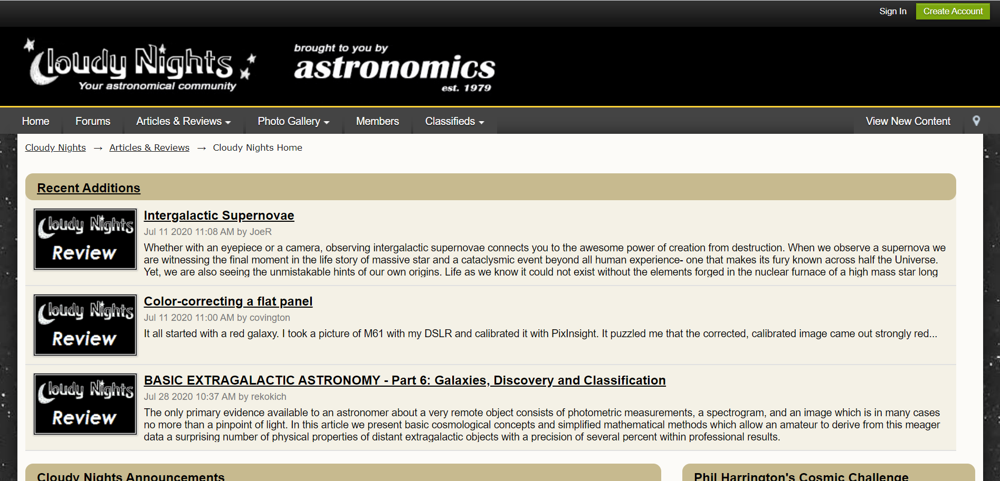 Sign In
Create Account
Cloudy Nights
Your astronomical community
brought to you by
astronomics
est. 1979
Home
Forums
Articles & Reviews
Photo Gallery
Members
Classifieds
View New Content
Cloudy Nights → Articles & Reviews → Cloudy Nights Home
Recent Additions
Cloudy Nights
Review
Intergalactic Supernovae
Jul 11 2020 11:08 AM by JoeR
Whether with an eyepiece or a camera, observing intergalactic supernovae connects you to the awesome power of creation from destruction. When we observe a supernova we
are witnessing the final moment in the life story of massive star and a cataclysmic event beyond all human experience- one that makes its fury known across half the Universe.
Yet, we are also seeing the unmistakable hints of our own origins. Life as we know it could not exist without the elements forged in the nuclear furnace of a high mass star long
Cloudy Nights
Review
Color-correcting a flat panel
Jul 11 2020 11:00 AM by covington
It all started with a red galaxy. I took a picture of M61 with my DSLR and calibrated it with PixInsight. It puzzled me that the corrected, calibrated image came out strongly red...
Cloudy Nights
Review
BASIC EXTRAGALACTIC ASTRONOMY - Part 6: Galaxies, Discovery and Classification
Jul 28 2020 10:37 AM by rekokich
The only primary evidence available to an astronomer about a very remote object consists of photometric measurements, a spectrogram, and an image which is in many cases
no more than a pinpoint of light. In this article we present basic cosmological concepts and simplified mathematical methods which allow an amateur to derive from this meager
data a surprising number of physical properties of distant extragalactic objects with a precision of several percent within professional results.
Cloudy Nights Announcements
Phil Harrington's Cosmic Challenge